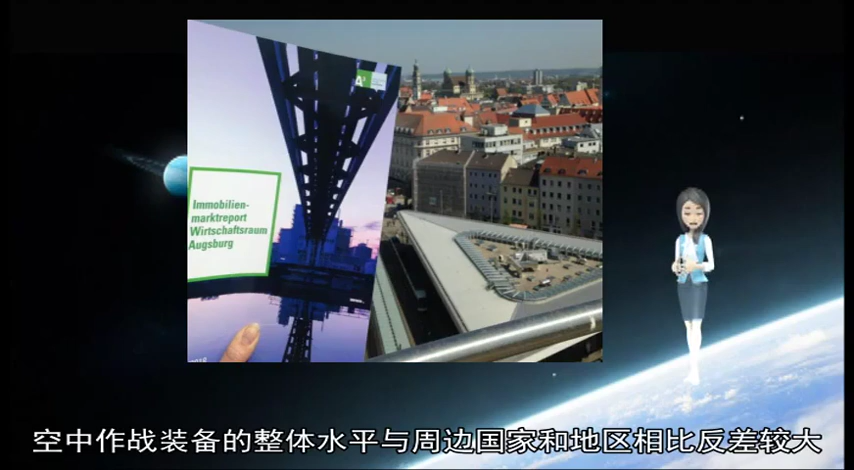 A³
Immobilien-
marktreport
Wirtschaftsraum
Augsburg
空中作战装备的整体水平与周边国家和地区相比反差较大